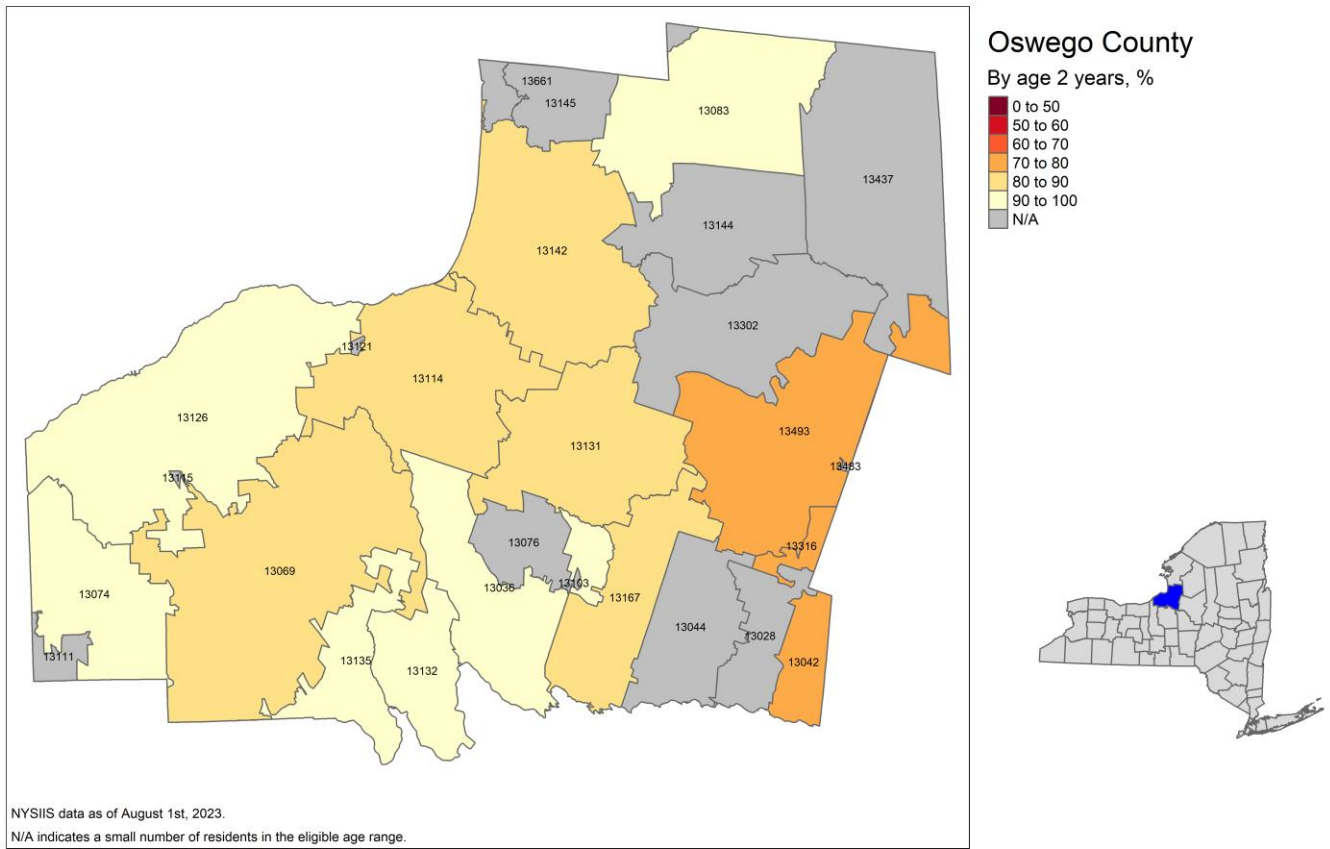 Oswego County
By age 2 years, %
0 to 50
50 to 60
60 to 70
70 to 80
80 to 90
90 to 100
N/A
13661
13145
13083
13437
13144
13142
13302
13121
13114
13126
13493
13131
13483
13115
13316
13076
13069
13103
13036
13074
13167
13044
13028
13111
13135
13042
13132
NYSIIS data as of August 1st, 2023.
N/A indicates a small number of residents in the eligible age range.